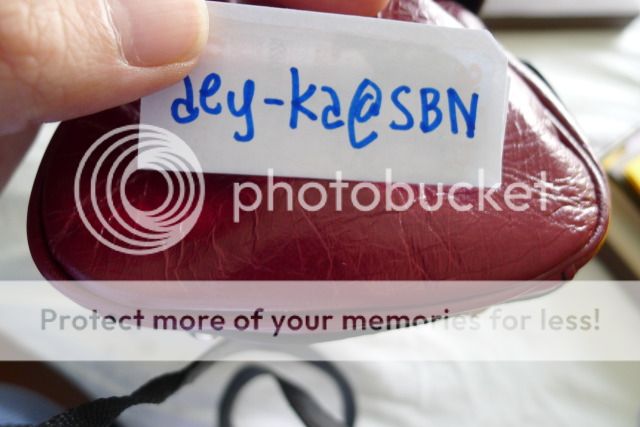 dey-ka@SBN
photobucket
Protect more of your memories for less!